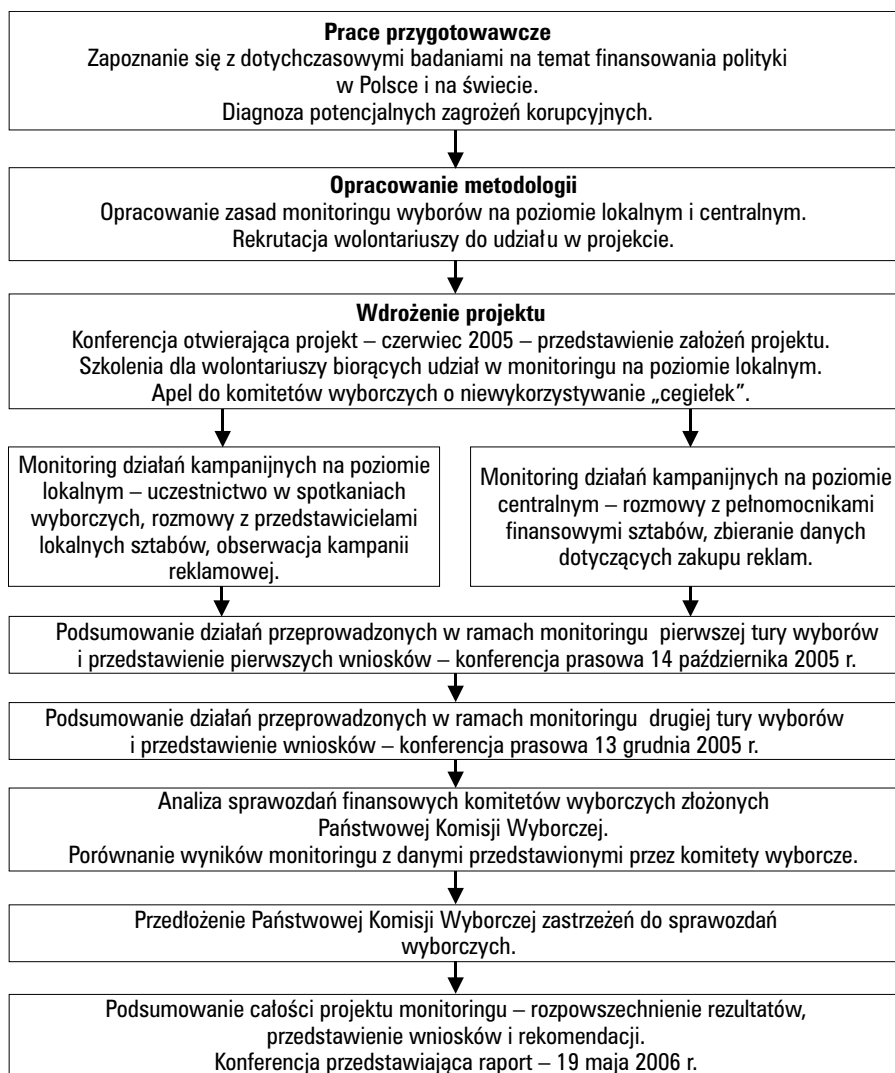 Prace przygotowawcze
Zapoznanie się z dotychczasowymi badaniami na temat finansowania polityki
w Polsce i na świecie.
Diagnoza potencjalnych zagrożeń korupcyjnych.
Opracowanie metodologii
Opracowanie zasad monitoringu wyborów na poziomie lokalnym i centralnym.
Rekrutacja wolontariuszy do udziału w projekcie.
Wdrożenie projektu
Konferencja otwierająca projekt – czerwiec 2005 – przedstawienie założeń projektu.
Szkolenia dla wolontariuszy biorących udział w monitoringu na poziomie lokalnym.
Apel do komitetów wyborczych o niewykorzystywanie „cegiełek”.
Monitoring działań kampanijnych na poziomie
lokalnym – uczestnictwo w spotkaniach
wyborczych, rozmowy z przedstawicielami
lokalnych sztabów, obserwacja kampanii
reklamowej.
Monitoring działań kampanijnych na poziomie
centralnym – rozmowy z pełnomocnikami
finansowymi sztabów, zbieranie danych
dotyczących zakupu reklam.
Podsumowanie działań przeprowadzonych w ramach monitoringu pierwszej tury wyborów
i przedstawienie pierwszych wniosków – konferencja prasowa 14 października 2005 r.
Podsumowanie działań przeprowadzonych w ramach monitoringu drugiej tury wyborów
i przedstawienie wniosków – konferencja prasowa 13 grudnia 2005 r.
Analiza sprawozdań finansowych komitetów wyborczych złożonych
Państwowej Komisji Wyborczej.
Porównanie wyników monitoringu z danymi przedstawionymi przez komitety wyborcze.
Przedłożenie Państwowej Komisji Wyborczej zastrzeżeń do sprawozdań
wyborczych.
Podsumowanie całości projektu monitoringu – rozpowszechnienie rezultatów,
przedstawienie wniosków i rekomendacji.
Konferencja przedstawiająca raport – 19 maja 2006 r.